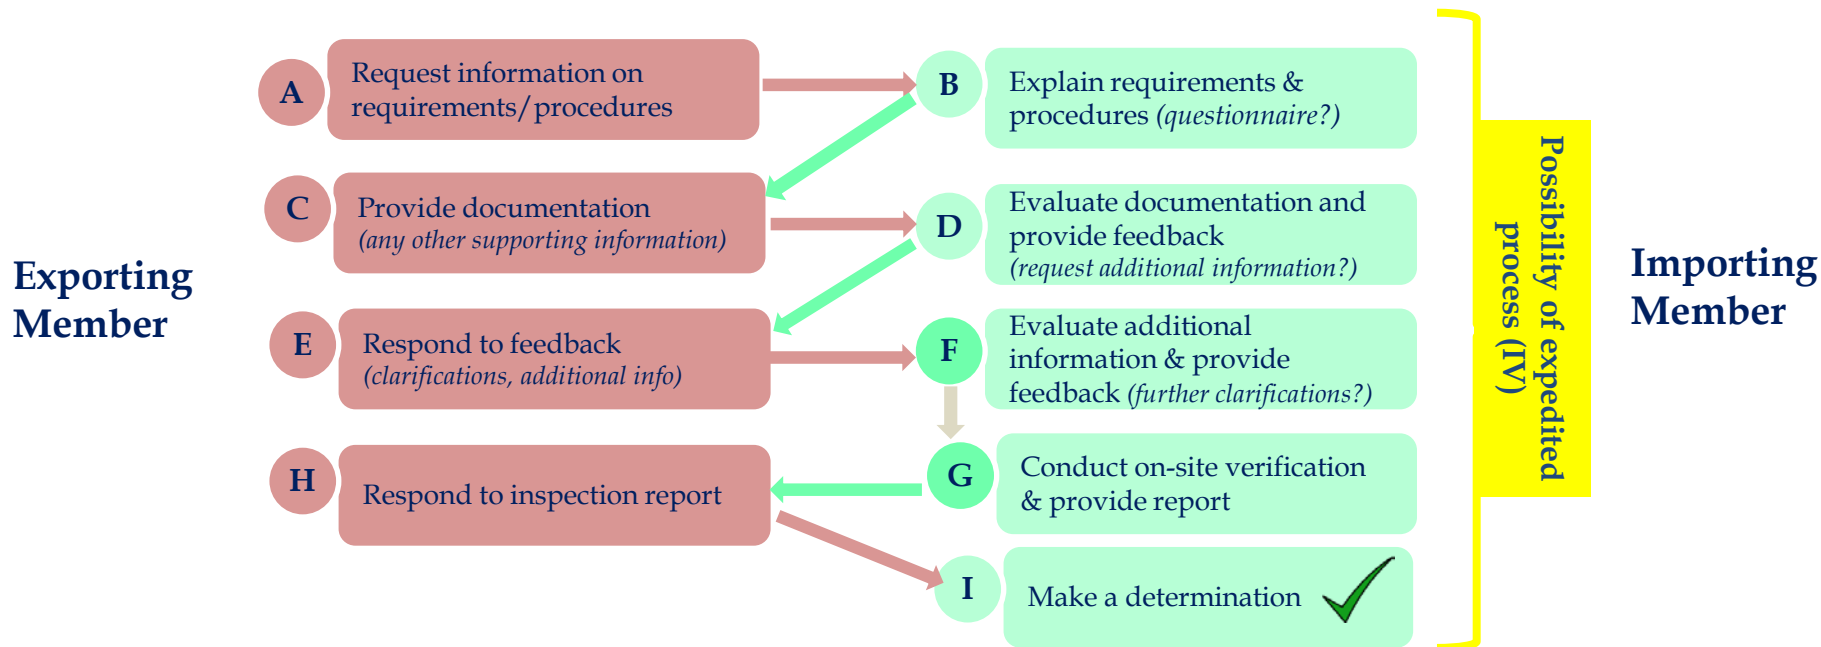 Exporting
Member
A
Request information on
requirements/procedures
B
Explain requirements &
procedures (questionnaire?)
C
Provide documentation
(any other supporting information)
D
Evaluate documentation and
provide feedback
(request additional information?)
E
Respond to feedback
(clarifications, additional info)
F
Evaluate additional
information & provide
feedback (further clarifications?)
G
Conduct on-site verification
& provide report
H
Respond to inspection report
I
Make a determination
Possibility of expedited
process (IV)
Importing
Member